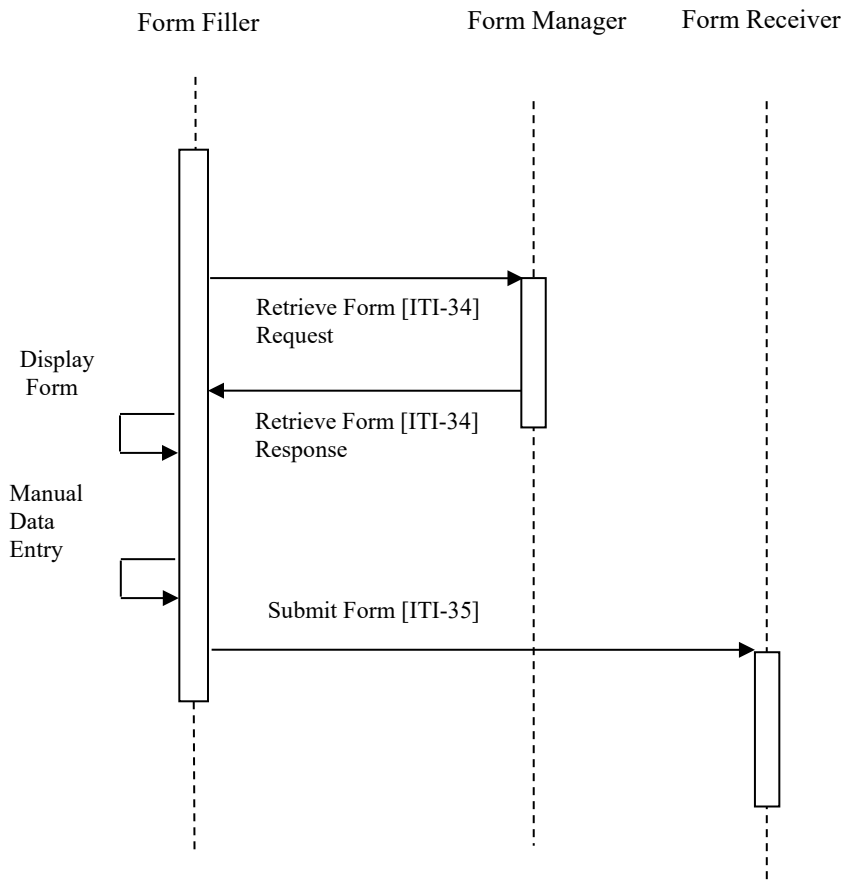 Form Filler
Form Manager
Form Receiver
Retrieve Form [ITI-34]
Request
Display
Form
Retrieve Form [ITI-34]
Response
Manual
Data
Entry
Submit Form [ITI-35]